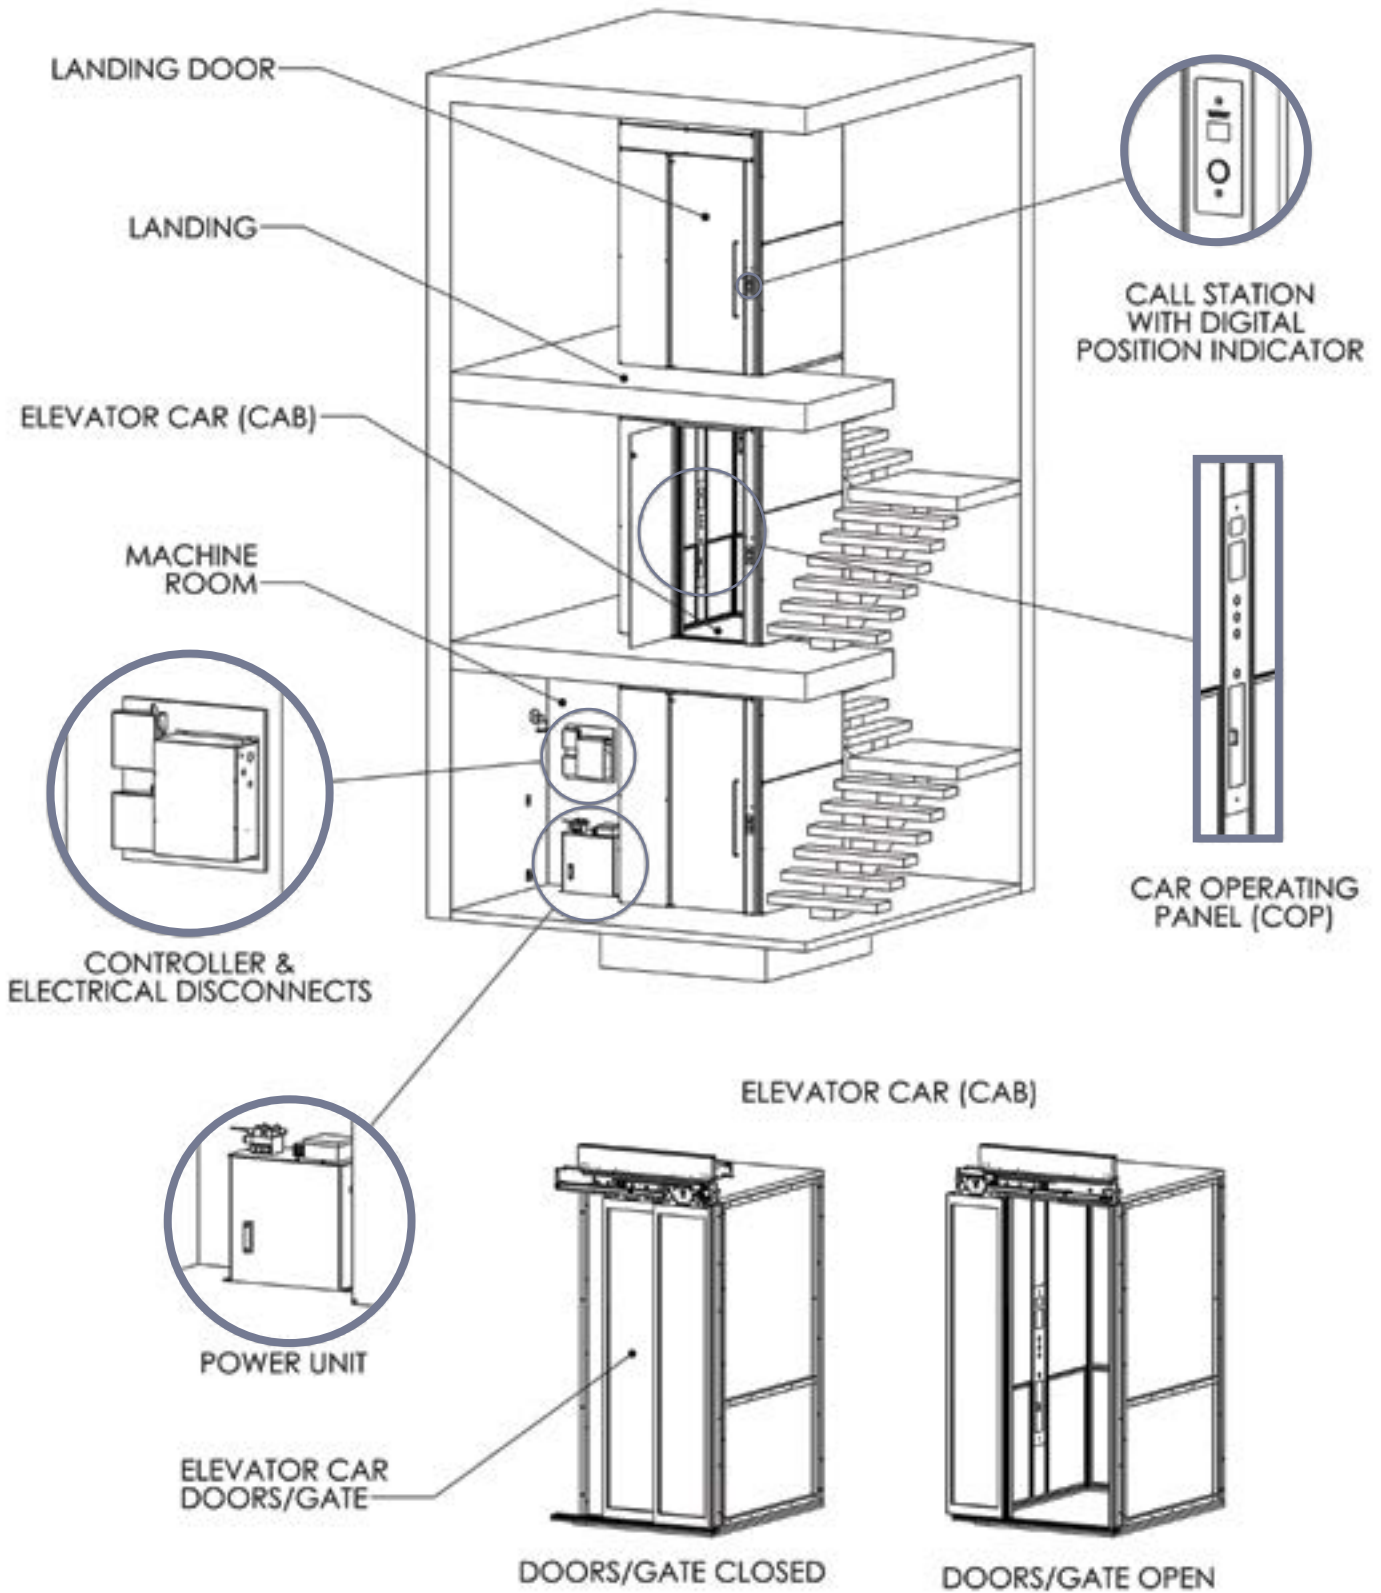 LANDING DOOR
LANDING
ELEVATOR CAR (CAB)
MACHINE
ROOM
CALL STATION
WITH DIGITAL
POSITION INDICATOR
CAR OPERATING
PANEL (COP)
CONTROLLER &
ELECTRICAL DISCONNECTS
POWER UNIT
ELEVATOR CAR (CAB)
ELEVATOR CAR
DOORS/GATE
DOORS/GATE CLOSED
DOORS/GATE OPEN